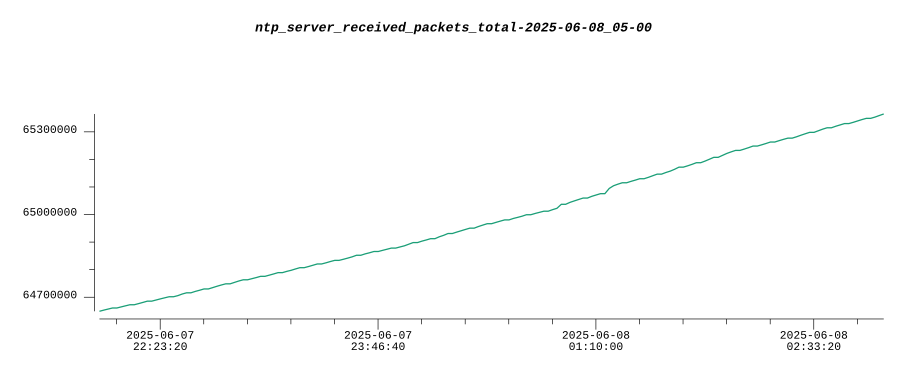 ntp_server_received_packets_total-2025-06-08_05-00
65300000
65000000
64700000
2025-06-07 2025-06-07 2025-06-08 2025-06-08
22:23:20 23:46:40 01:10:00 02:33:20